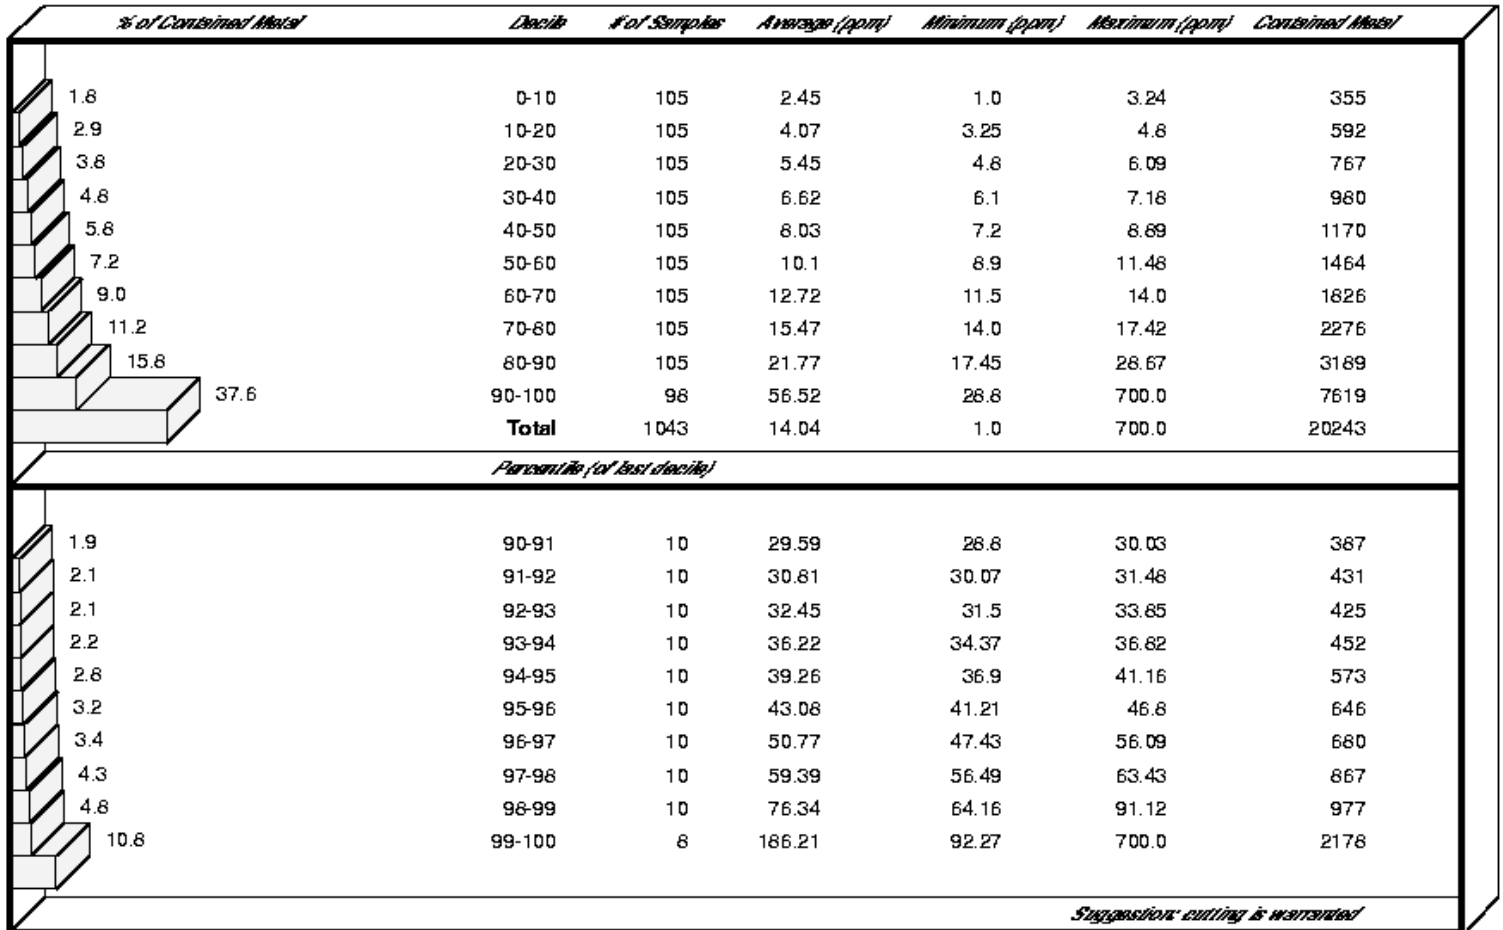 % of Contained Metal Decile # of Samples Average (ppm) Minimum (ppm) Maximum (ppm) Contained Metal
1.8 0-10 105 2.45 1.0 3.24 355
2.9 10-20 105 4.07 3.25 4.8 592
3.8 20-30 105 5.45 4.8 6.09 767
4.8 30-40 105 6.62 6.1 7.18 980
5.8 40-50 105 8.03 7.2 8.89 1170
7.2 50-60 105 10.1 8.9 11.48 1464
9.0 60-70 105 12.72 11.5 14.0 1826
11.2 70-80 105 15.47 14.0 17.42 2276
15.8 80-90 105 21.77 17.45 28.67 3189
37.6 90-100 98 56.52 28.8 700.0 7619
Total 1043 14.04 1.0 700.0 20243
Percentile (of last decile)
1.9 90-91 10 29.59 28.8 30.03 387
2.1 91-92 10 30.81 30.07 31.48 431
2.1 92-93 10 32.45 31.5 33.85 425
2.2 93-94 10 36.22 34.37 36.82 452
2.8 94-95 10 39.26 36.9 41.16 573
3.2 95-96 10 43.08 41.21 46.8 646
3.4 96-97 10 50.77 47.43 56.09 680
4.3 97-98 10 59.39 56.49 63.43 867
4.8 98-99 10 76.34 64.16 91.12 977
10.8 99-100 8 186.21 92.27 700.0 2178
Suggestion: cutting is warranted